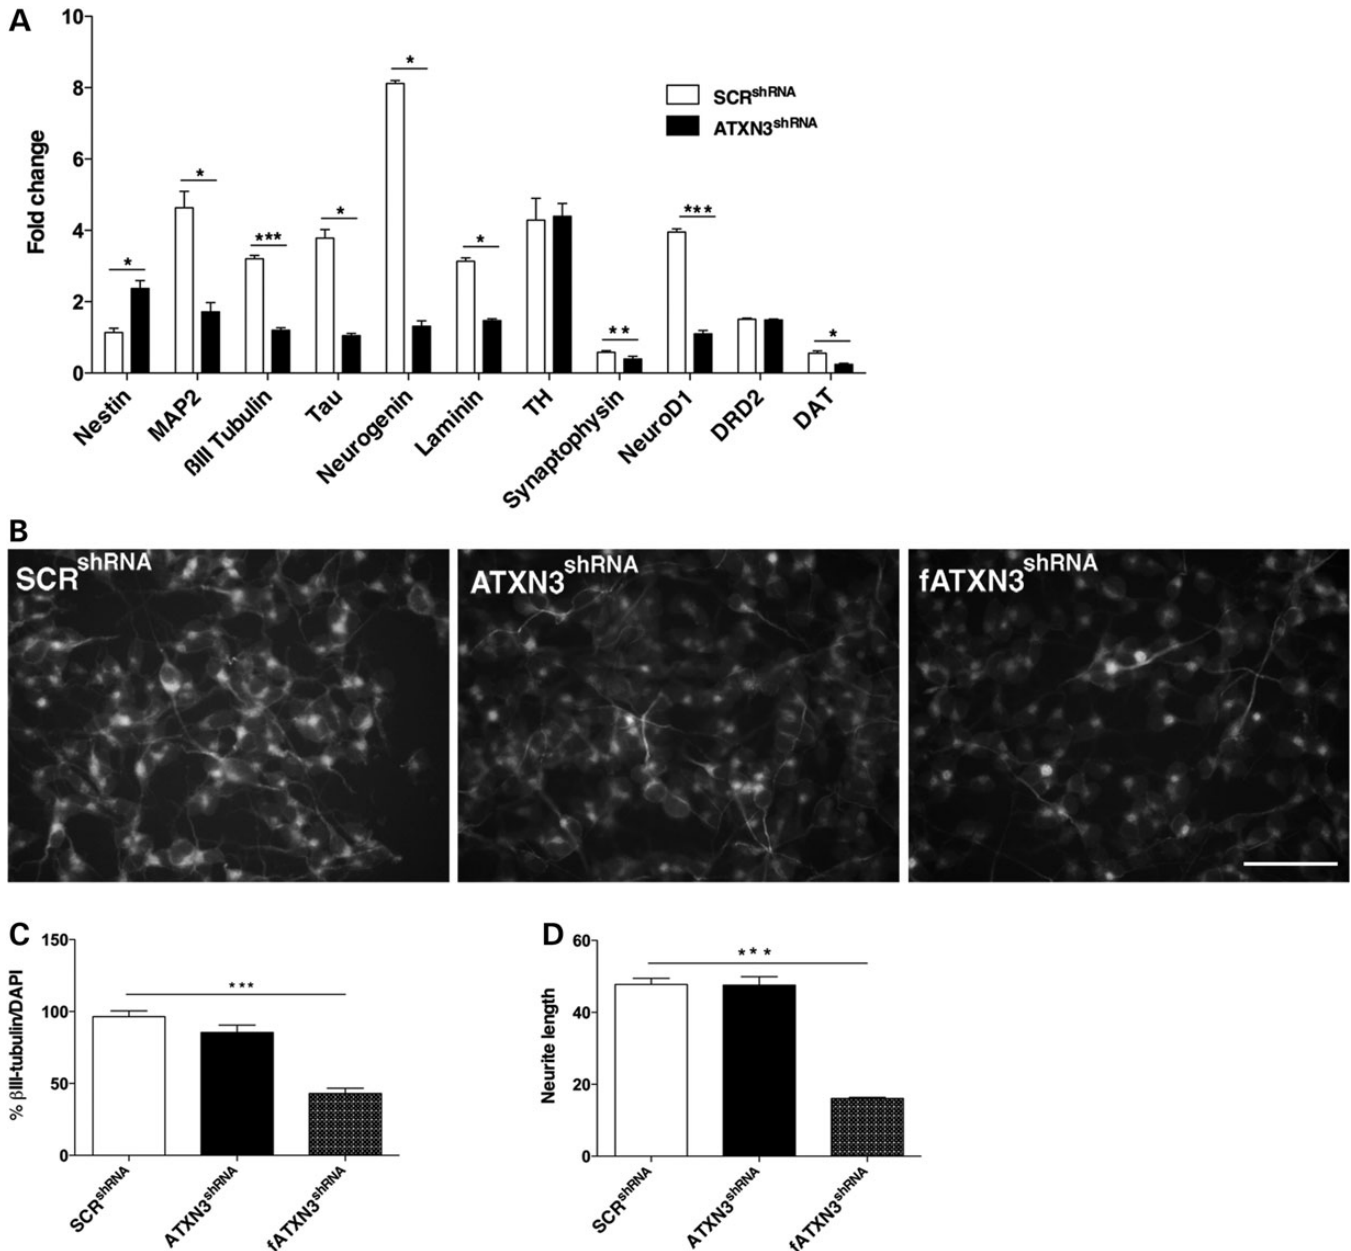 A
10
8
6
4
2
0
Fold change
*
*
***
*
*
*
**
***
*
SCRshRNA
ATXN3shRNA
Nestin
MAP2
ßIII Tubulin
Tau
Neurogenin
Laminin
TH
Synaptophysin
NeuroD1
DRD2
DAT
B
SCRshRNA
ATXN3shRNA
fATXN3shRNA
C
150
100
50
0
% βIII-tubulin/DAPI
***
SCRshRNA
ATXN3shRNA
fATXN3shRNA
D
60
40
20
0
Neurite length
***
SCRshRNA
ATXN3shRNA
fATXN3shRNA